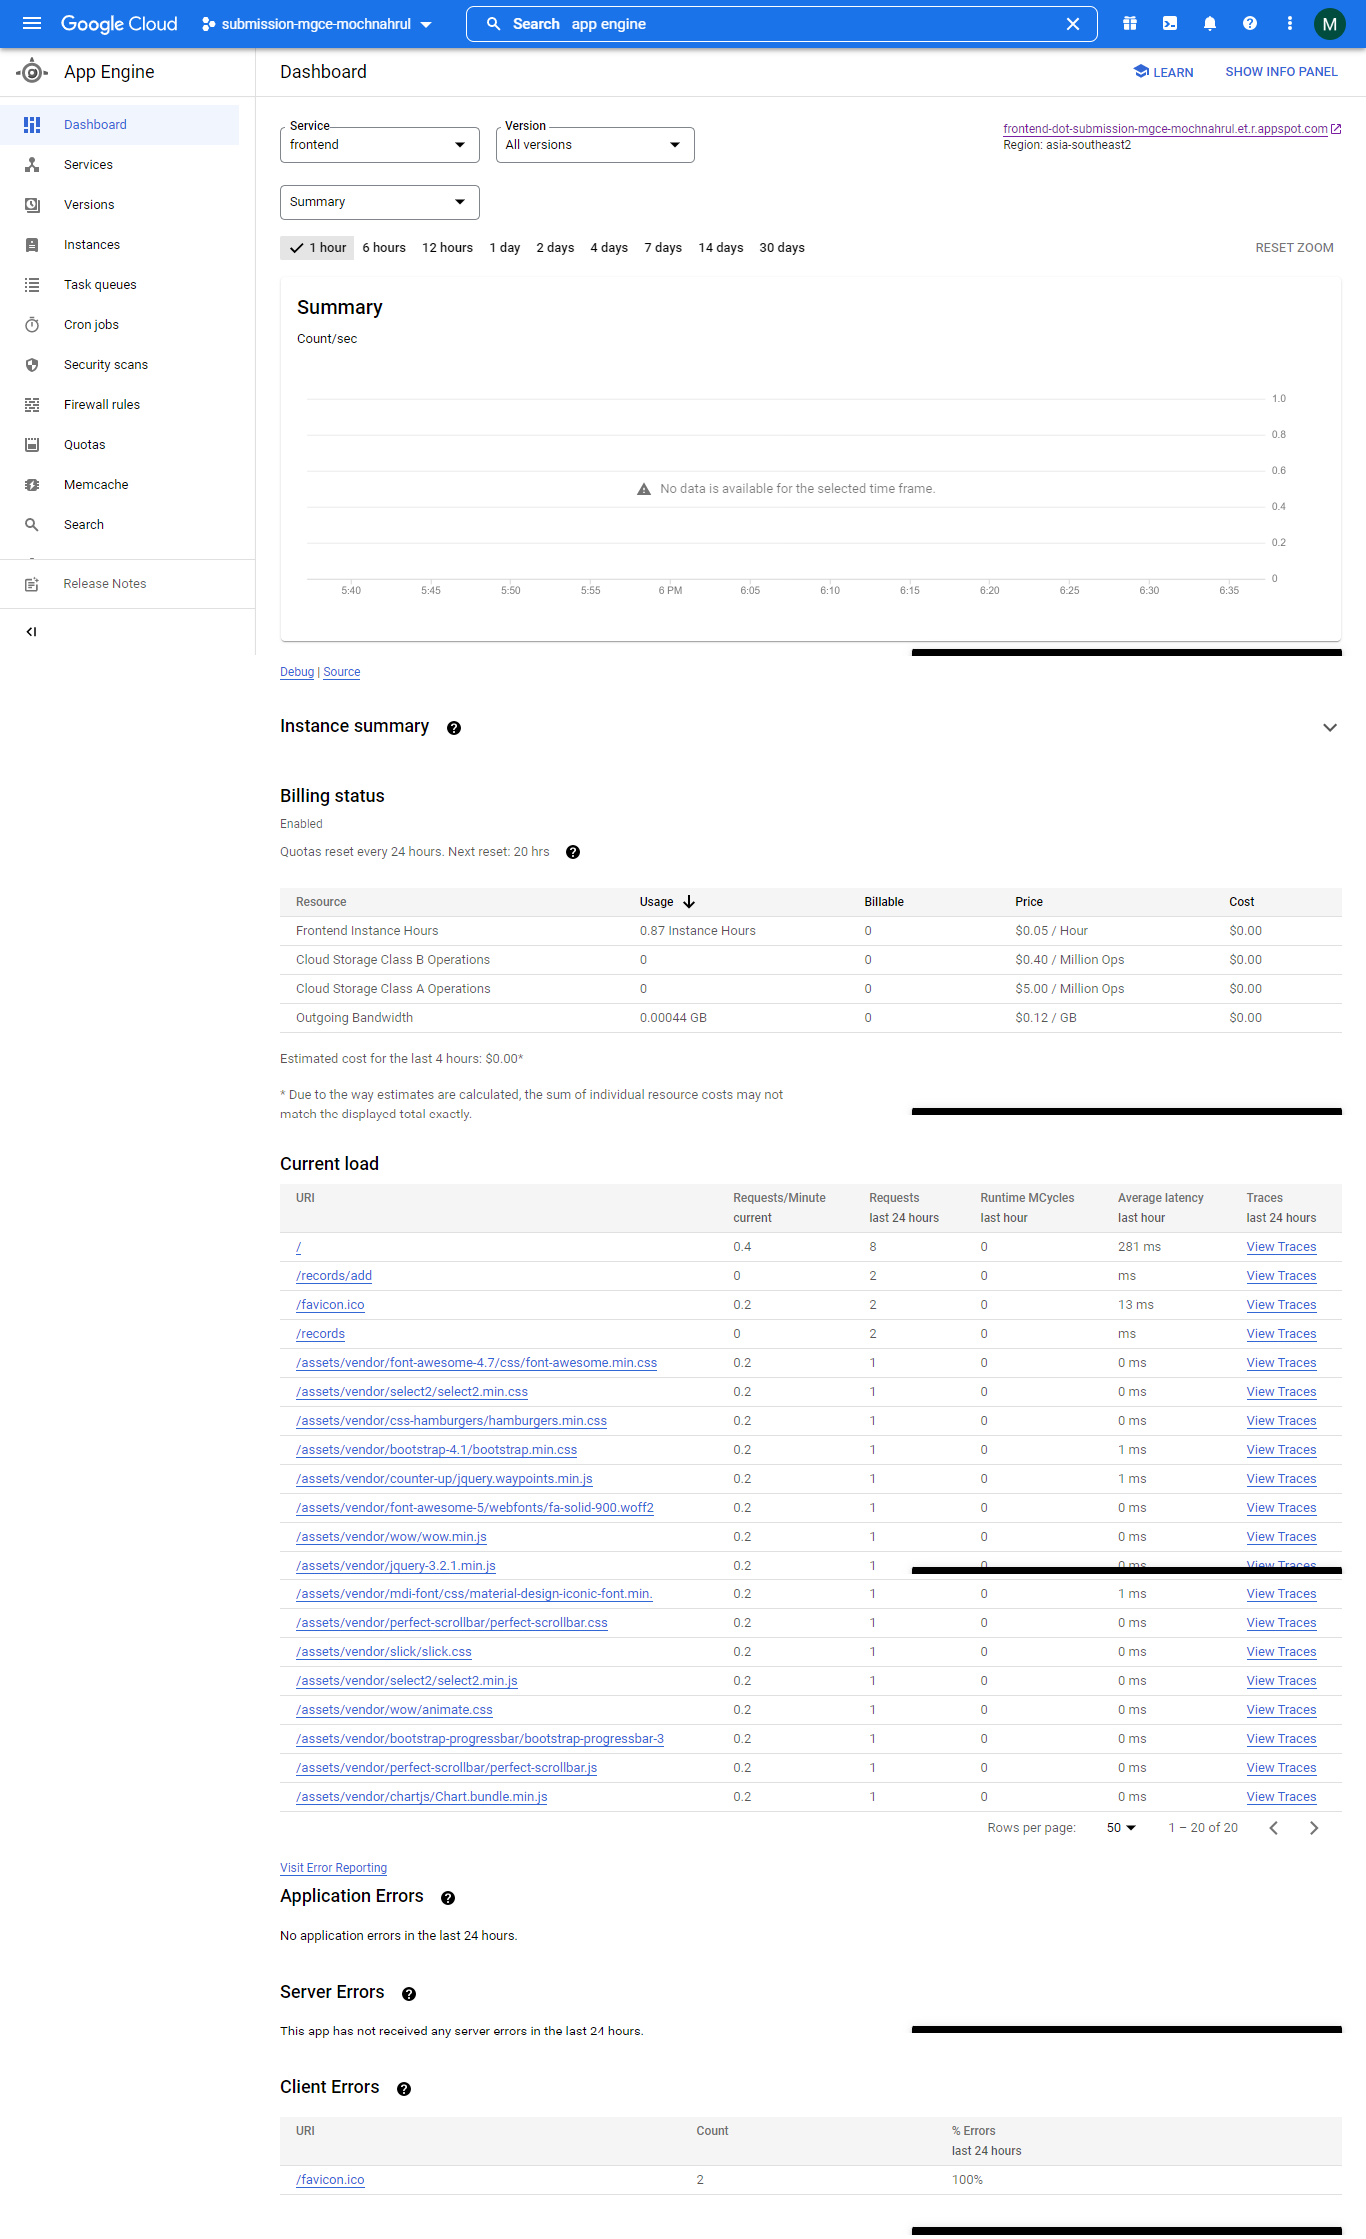 Google Cloud submission-mgce-mochnahrul Search app engine M
App Engine
Dashboard
LEARN SHOW INFO PANEL
Dashboard
Services
Versions
Instances
Task queues
Cron jobs
Security scans
Firewall rules
Quotas
Memcache
Search
Release Notes
Service
frontend
Version
All versions
frontend-dot-submission-mgce-mochnahrul.et.r.appspot.com
Region: asia-southeast2
Summary
1 hour 6 hours 12 hours 1 day 2 days 4 days 7 days 14 days 30 days RESET ZOOM
Summary
Count/sec
1.0
0.8
0.6
No data is available for the selected time frame.
0.4
0.2
0
5:40 5:45 5:50 5:55 6 PM 6:05 6:10 6:15 6:20 6:25 6:30 6:35
Debug | Source
Instance summary
Billing status
Enabled
Quotas reset every 24 hours. Next reset: 20 hrs
Resource Usage Billable Price Cost
Frontend Instance Hours 0.87 Instance Hours 0 $0.05 / Hour $0.00
Cloud Storage Class B Operations 0 0 $0.40 / Million Ops $0.00
Cloud Storage Class A Operations 0 0 $5.00 / Million Ops $0.00
Outgoing Bandwidth 0.00044 GB 0 $0.12 / GB $0.00
Estimated cost for the last 4 hours: $0.00*
* Due to the way estimates are calculated, the sum of individual resource costs may not
match the displayed total exactly.
Current load
URI Requests/Minute Requests Runtime MCycles Average latency Traces
current last 24 hours last hour last hour last 24 hours
/ 0.4 8 0 281 ms View Traces
/records/add 0 2 0 ms View Traces
/favicon.ico 0.2 2 0 13 ms View Traces
/records 0 2 0 ms View Traces
/assets/vendor/font-awesome-4.7/css/font-awesome.min.css 0.2 1 0 0 ms View Traces
/assets/vendor/select2/select2.min.css 0.2 1 0 0 ms View Traces
/assets/vendor/css-hamburgers/hamburgers.min.css 0.2 1 0 0 ms View Traces
/assets/vendor/bootstrap-4.1/bootstrap.min.css 0.2 1 0 1 ms View Traces
/assets/vendor/counter-up/jquery.waypoints.min.js 0.2 1 0 1 ms View Traces
/assets/vendor/font-awesome-5/webfonts/fa-solid-900.woff2 0.2 1 0 0 ms View Traces
/assets/vendor/wow/wow.min.js 0.2 1 0 0 ms View Traces
/assets/vendor/jquery-3.2.1.min.js 0.2 1 0 0 ms View Traces
/assets/vendor/mdi-font/css/material-design-iconic-font.min. 0.2 1 0 1 ms View Traces
/assets/vendor/perfect-scrollbar/perfect-scrollbar.css 0.2 1 0 0 ms View Traces
/assets/vendor/slick/slick.css 0.2 1 0 0 ms View Traces
/assets/vendor/select2/select2.min.js 0.2 1 0 0 ms View Traces
/assets/vendor/wow/animate.css 0.2 1 0 0 ms View Traces
/assets/vendor/bootstrap-progressbar/bootstrap-progressbar-3 0.2 1 0 0 ms View Traces
/assets/vendor/perfect-scrollbar/perfect-scrollbar.js 0.2 1 0 0 ms View Traces
/assets/vendor/chartjs/Chart.bundle.min.js 0.2 1 0 0 ms View Traces
Rows per page: 50 1 – 20 of 20
Visit Error Reporting
Application Errors
No application errors in the last 24 hours.
Server Errors
This app has not received any server errors in the last 24 hours.
Client Errors
URI Count % Errors
last 24 hours
/favicon.ico 2 100%